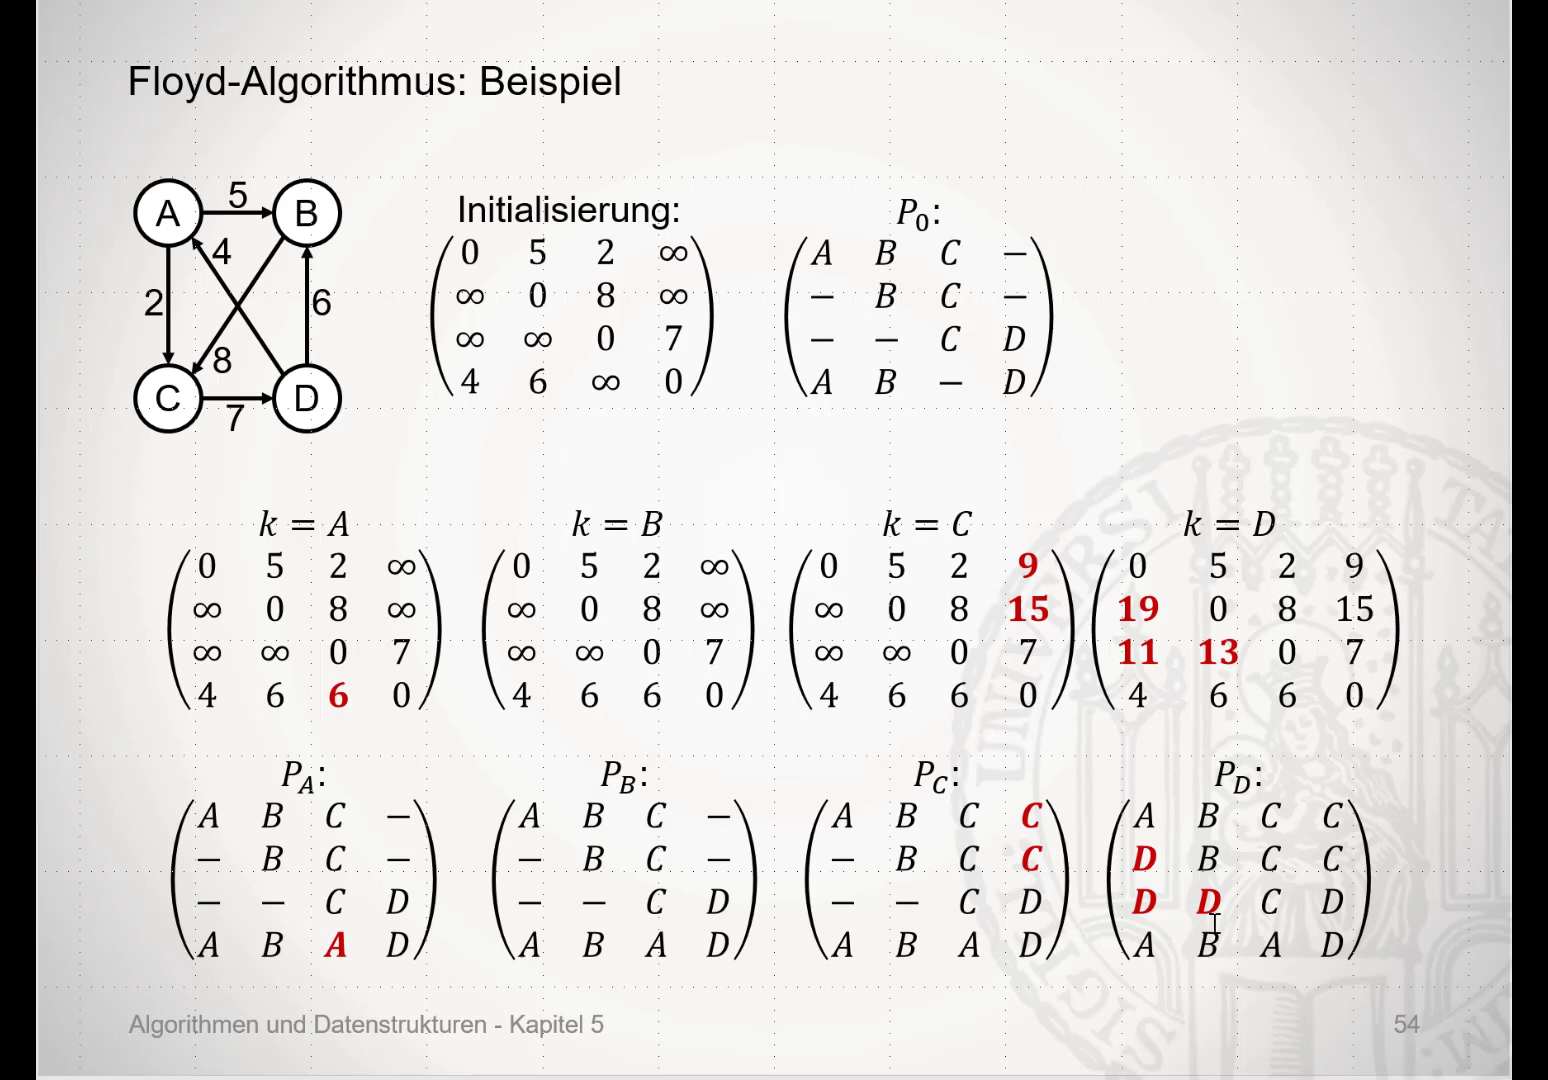 Floyd-Algorithmus: Beispiel
A 5 B
4
2 6
8
C D
7
Initialisierung:
0 5 2 ∞
∞ 0 8 ∞
∞ ∞ 0 7
4 6 ∞ 0
P₀:
A B C −
− B C −
− − C D
A B − D
k = A
0 5 2 ∞
∞ 0 8 ∞
∞ ∞ 0 7
4 6 6 0
k = B
0 5 2 ∞
∞ 0 8 ∞
∞ ∞ 0 7
4 6 6 0
k = C
0 5 2 9
∞ 0 8 15
∞ ∞ 0 7
4 6 6 0
k = D
0 5 2 9
19 0 8 15
11 13 0 7
4 6 6 0
P_A:
A B C −
− B C −
− − C D
A B A D
P_B:
A B C −
− B C −
− − C D
A B A D
P_C:
A B C C
− B C C
− − C D
A B A D
P_D:
A B C C
D B C C
D D C D
A B A D
Algorithmen und Datenstrukturen - Kapitel 5
54